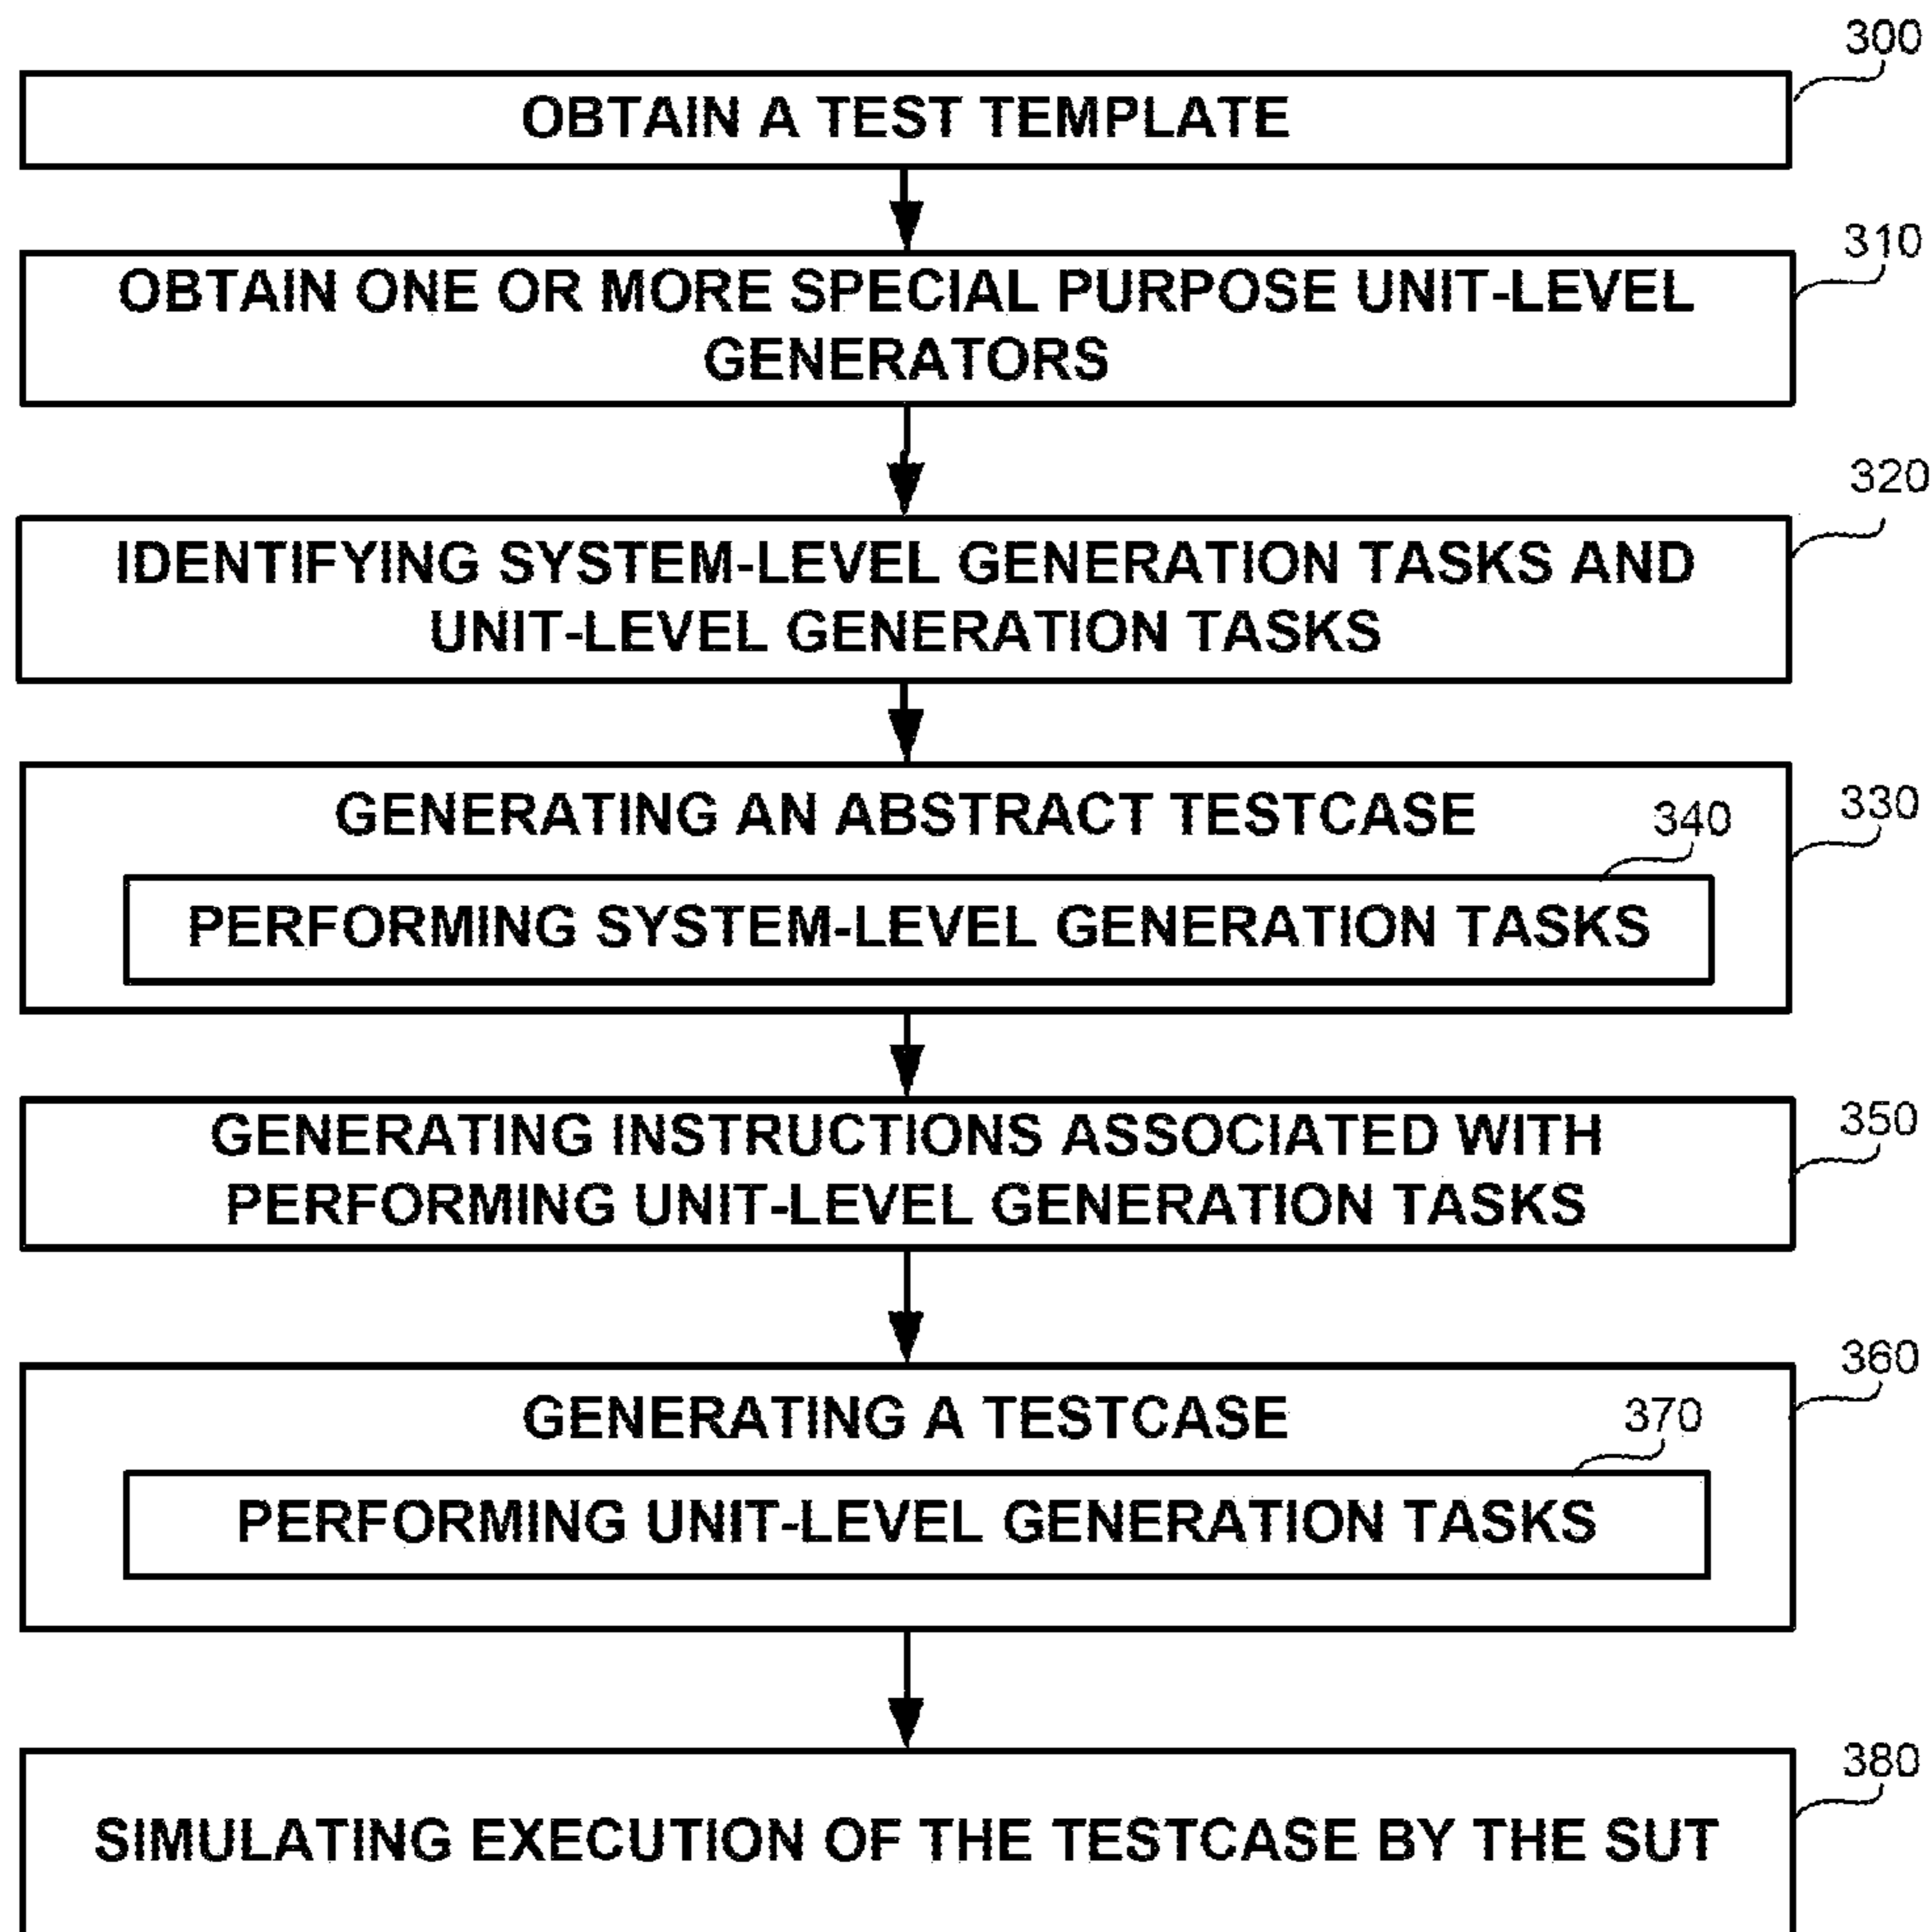 300
OBTAIN A TEST TEMPLATE
310
OBTAIN ONE OR MORE SPECIAL PURPOSE UNIT-LEVEL
GENERATORS
320
IDENTIFYING SYSTEM-LEVEL GENERATION TASKS AND
UNIT-LEVEL GENERATION TASKS
330
GENERATING AN ABSTRACT TESTCASE
340
PERFORMING SYSTEM-LEVEL GENERATION TASKS
350
GENERATING INSTRUCTIONS ASSOCIATED WITH
PERFORMING UNIT-LEVEL GENERATION TASKS
360
GENERATING A TESTCASE
370
PERFORMING UNIT-LEVEL GENERATION TASKS
380
SIMULATING EXECUTION OF THE TESTCASE BY THE SUT